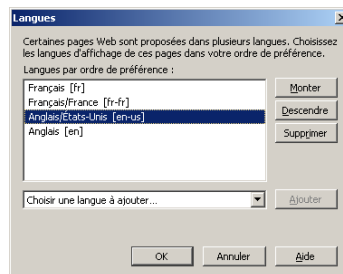 Langues
Certaines pages Web sont proposées dans plusieurs langues. Choisissez
les langues d'affichage de ces pages dans votre ordre de préférence.
Langues par ordre de préférence :
Français [fr]
Français/France [fr-fr]
Anglais/États-Unis [en-us]
Anglais [en]
Monter
Descendre
Supprimer
Choisir une langue à ajouter...
Ajouter
OK
Annuler
Aide